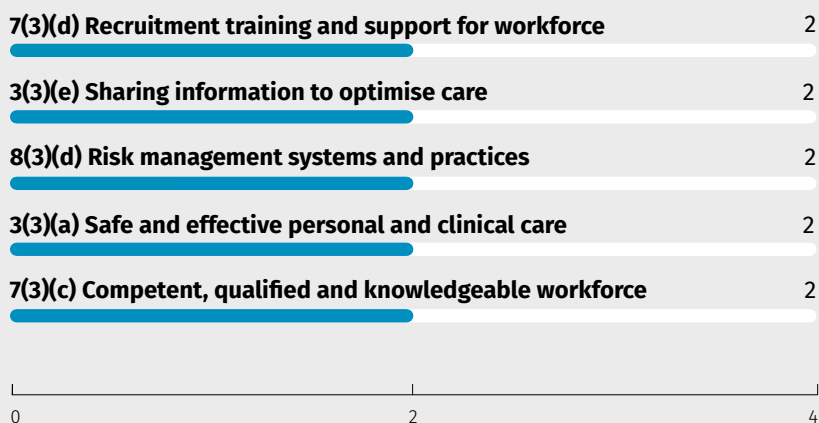 7(3)(d) Recruitment training and support for workforce 2
3(3)(e) Sharing information to optimise care 2
8(3)(d) Risk management systems and practices 2
3(3)(a) Safe and effective personal and clinical care 2
7(3)(c) Competent, qualified and knowledgeable workforce 2
0 2 4